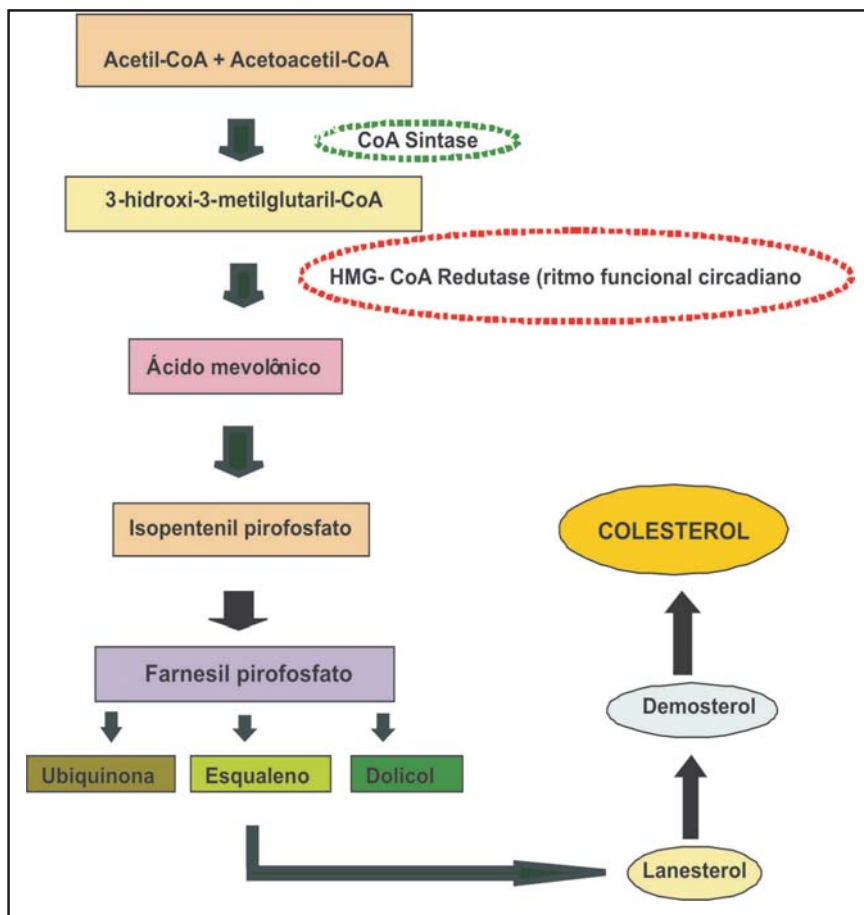 Acetil-CoA + Acetoacetil-CoA
CoA Sintase
3-hidroxi-3-metilglutaril-CoA
HMG- CoA Redutase (ritmo funcional circadiano
Ácido mevolônico
Isopentenil pirofosfato
Farnesil pirofosfato
Ubiquinona
Esqualeno
Dolicol
Lanesterol
Demosterol
COLESTEROL